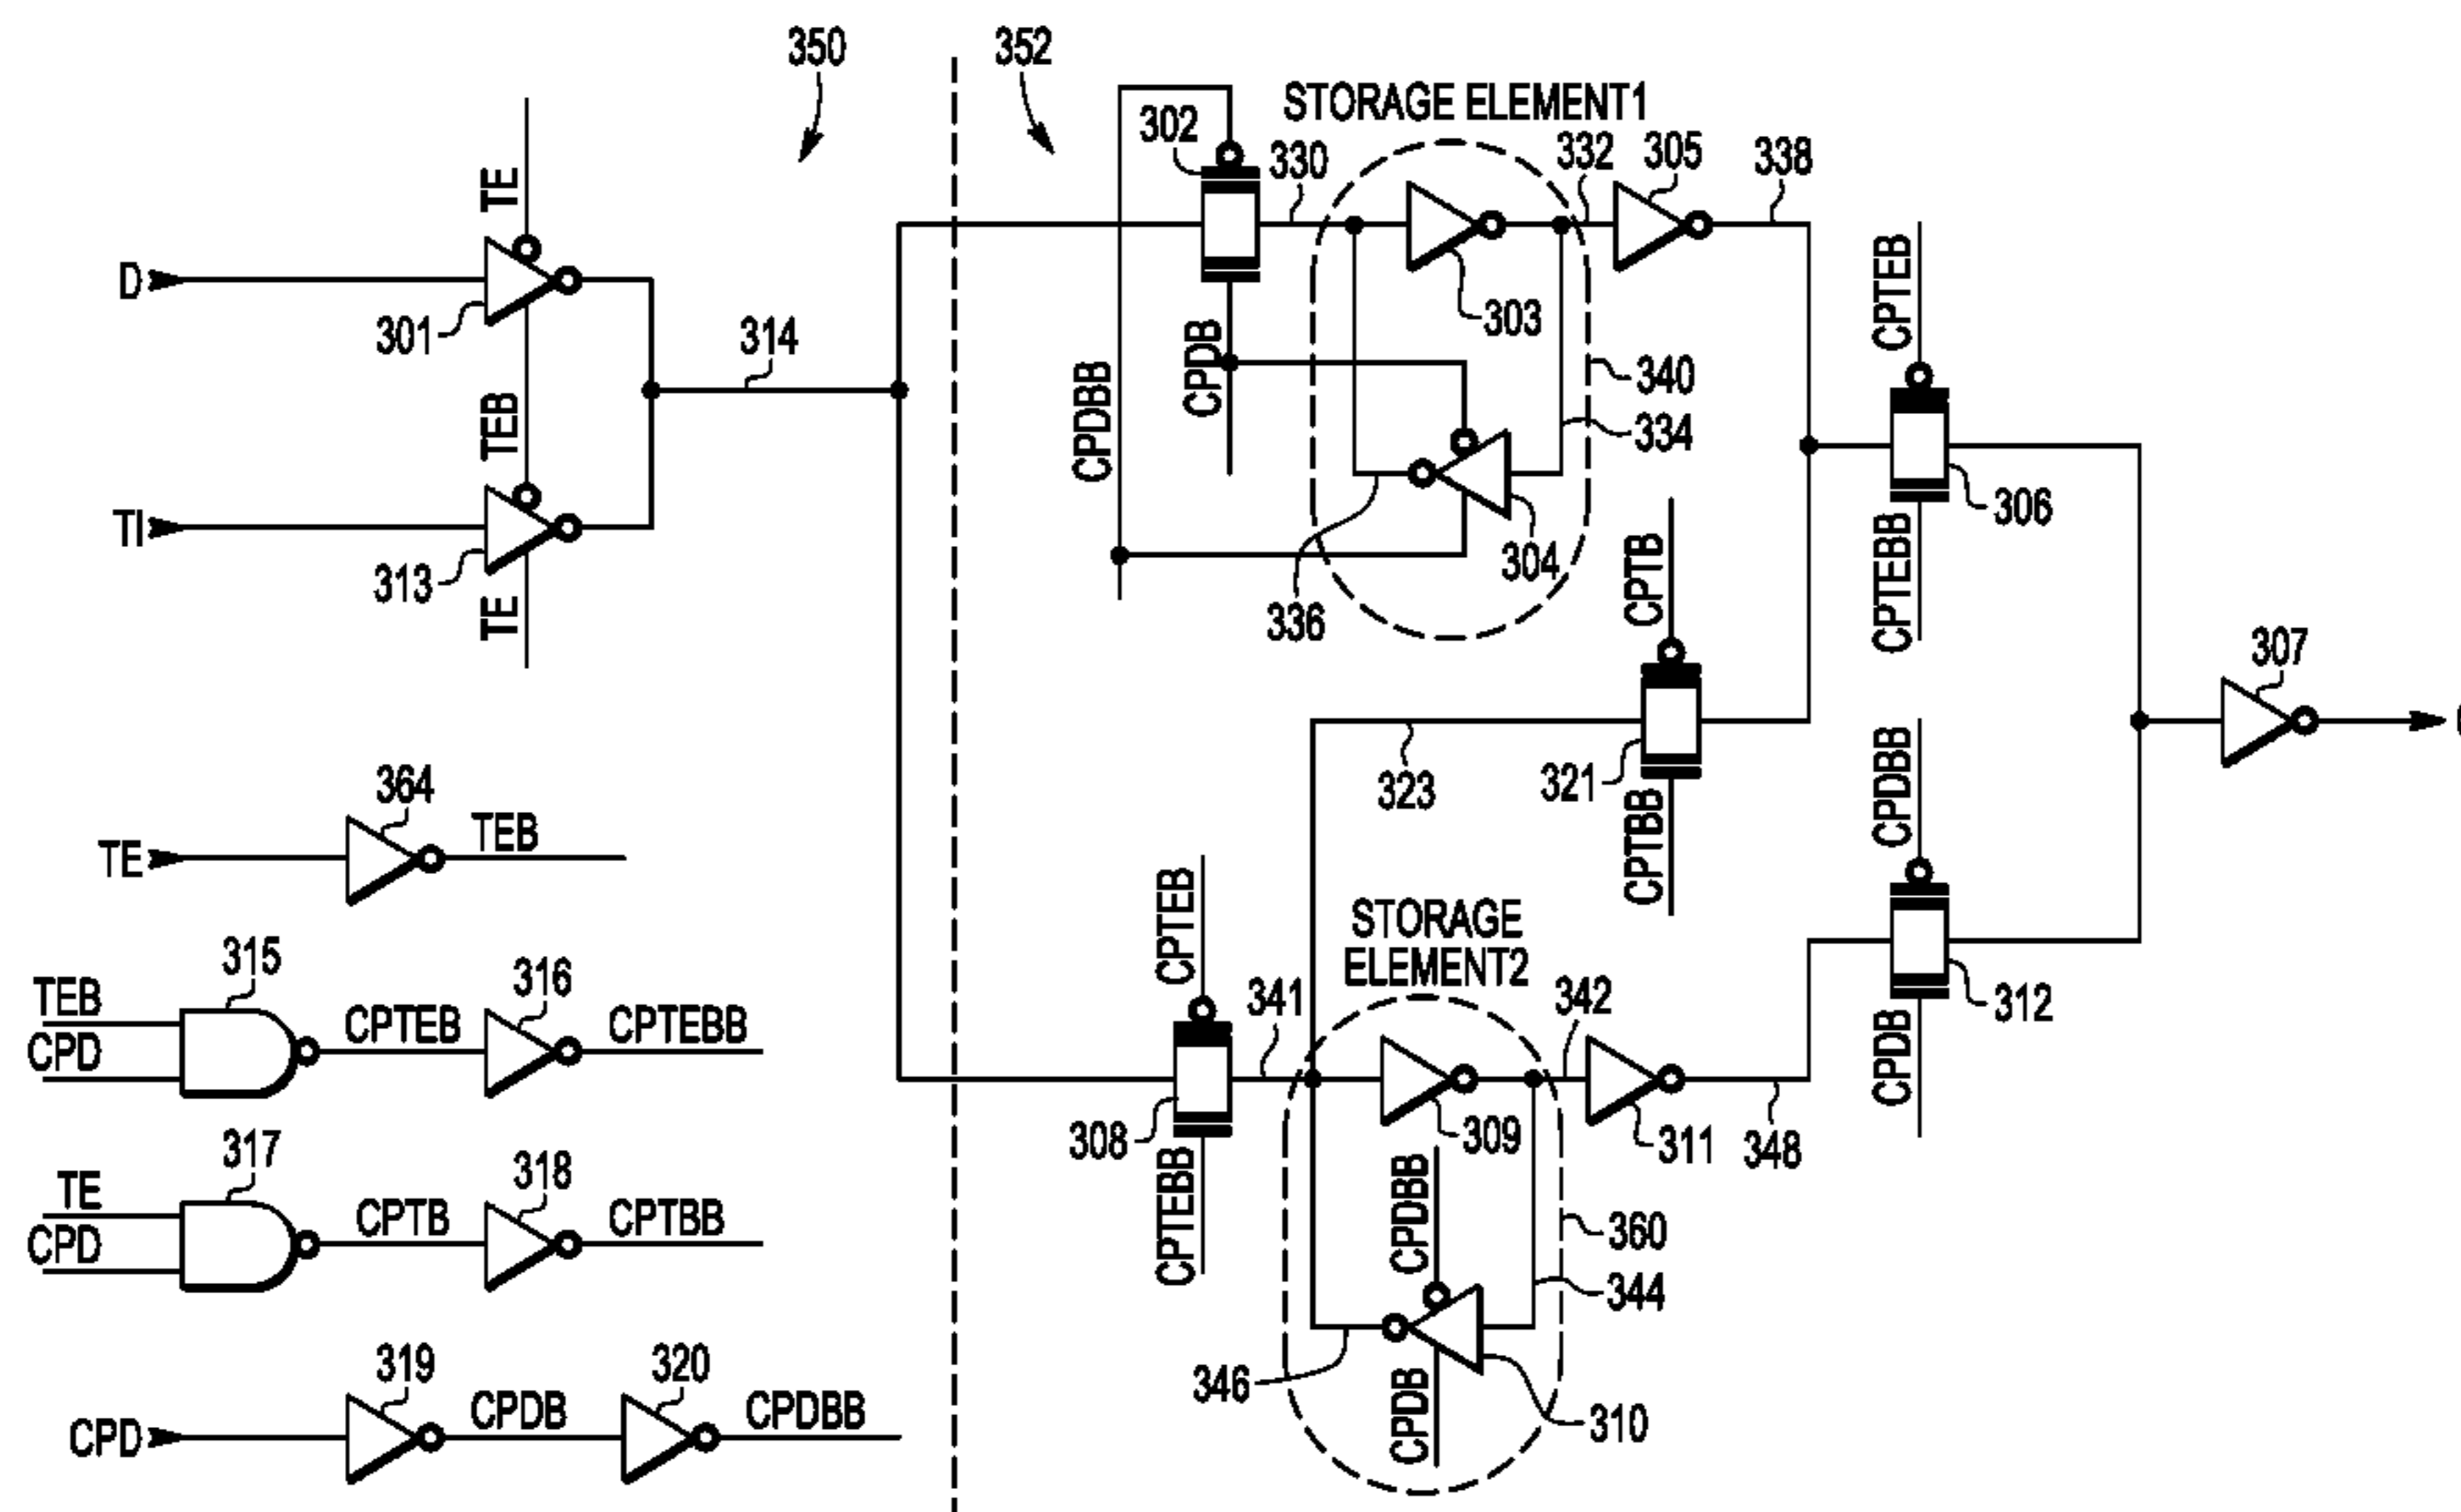 350
352
STORAGE ELEMENT1
302
330
332
305
338
TE
D
301
303
CPTEB
314
CPDB
CPDBB
340
TEB
334
306
TI
313
304
CPTEBB
TE
336
CPTB
307
364
323
321
CPDBB
TE
TEB
CPTBB
CPTEB
STORAGE
ELEMENT2
315
316
341
342
312
TEB
CPD
CPTEB
CPTEBB
CPDB
308
309
311
348
317
318
CPTEBB
CPDBB
TE
CPD
CPTB
CPTBB
360
344
319
320
346
CPDB
310
CPD
CPDB
CPDBB